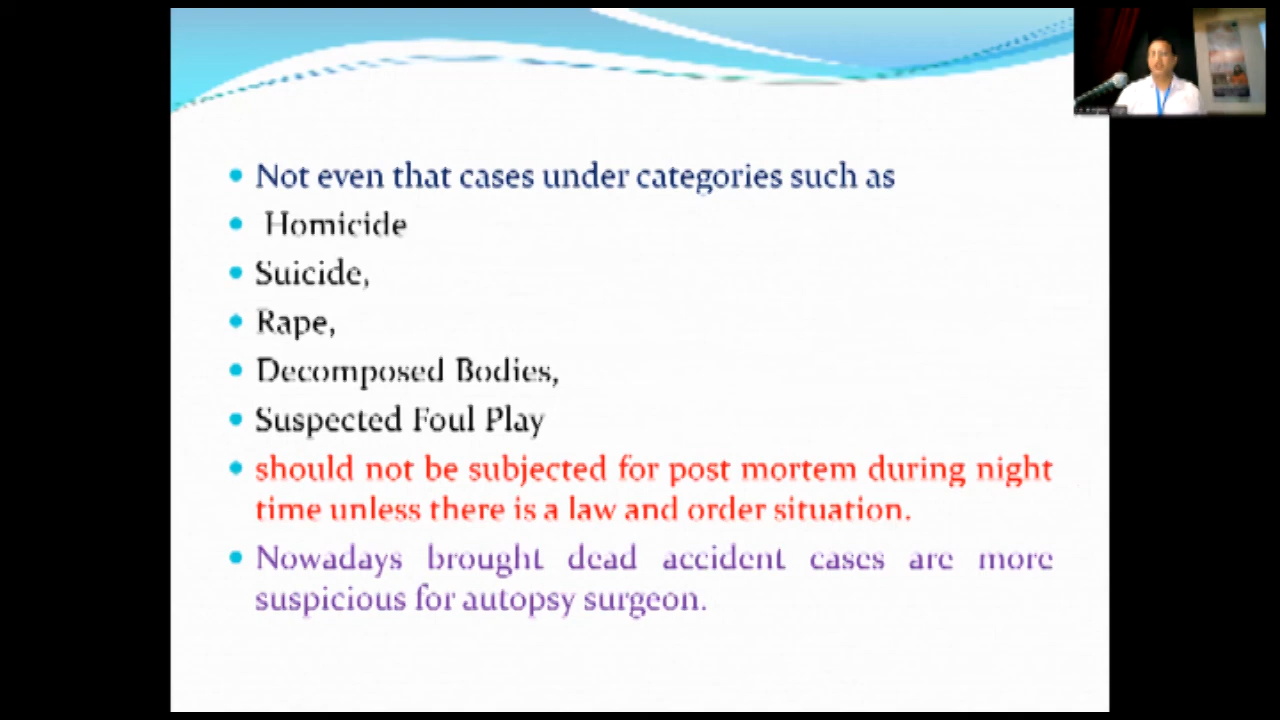 Not even that cases under categories such as
Homicide
Suicide,
Rape,
Decomposed Bodies,
Suspected Foul Play
should not be subjected for post mortem during night
time unless there is a law and order situation.
Nowadays brought dead accident cases are more
suspicious for autopsy surgeon.